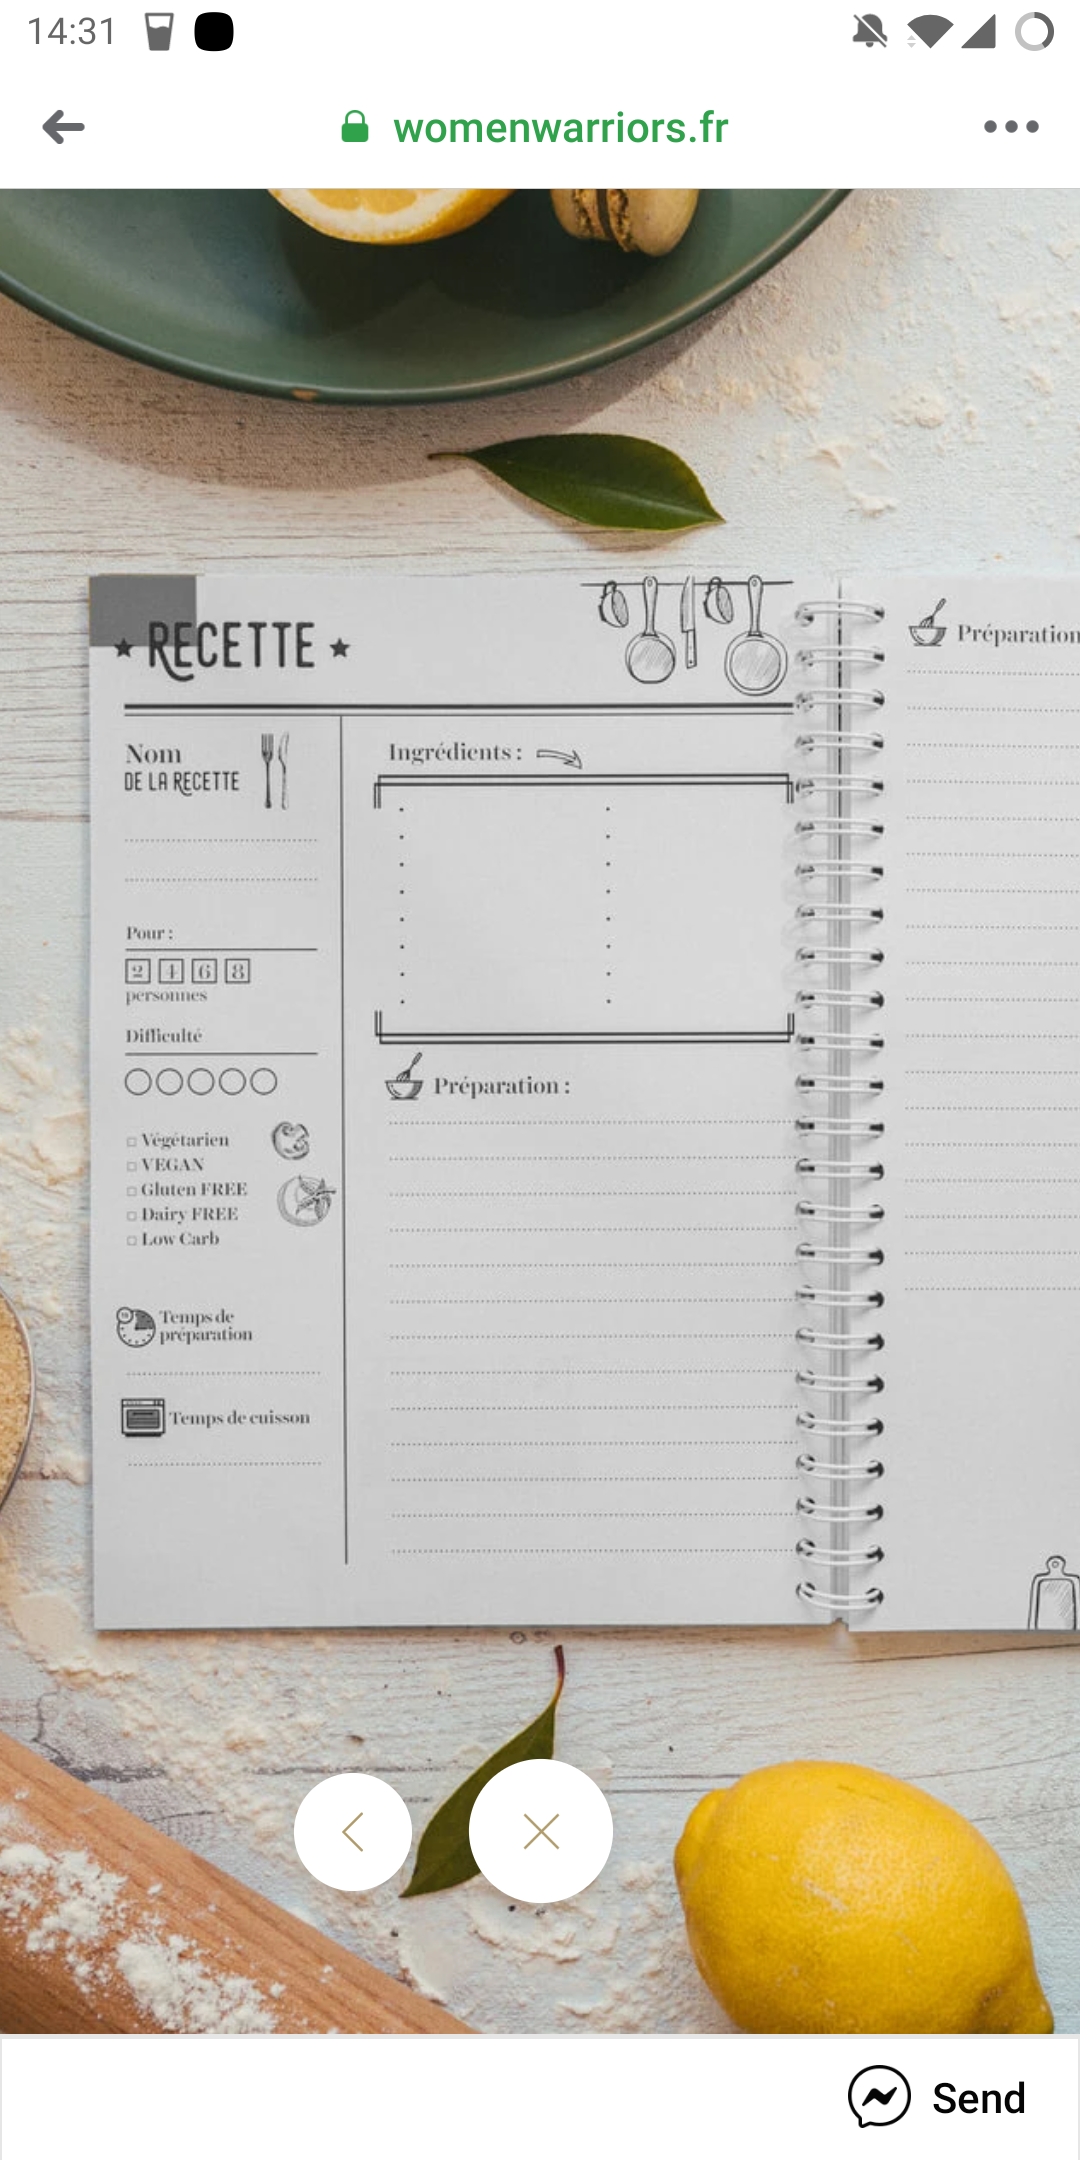 14:31
womenwarriors.fr
RECETTE
Nom
DE LA RECETTE
Pour :
2 4 6 8
personnes
Difficulté
Végétarien
VEGAN
Gluten FREE
Dairy FREE
Low Carb
Temps de
préparation
Temps de cuisson
Ingrédients :
Préparation :
Préparation
Send